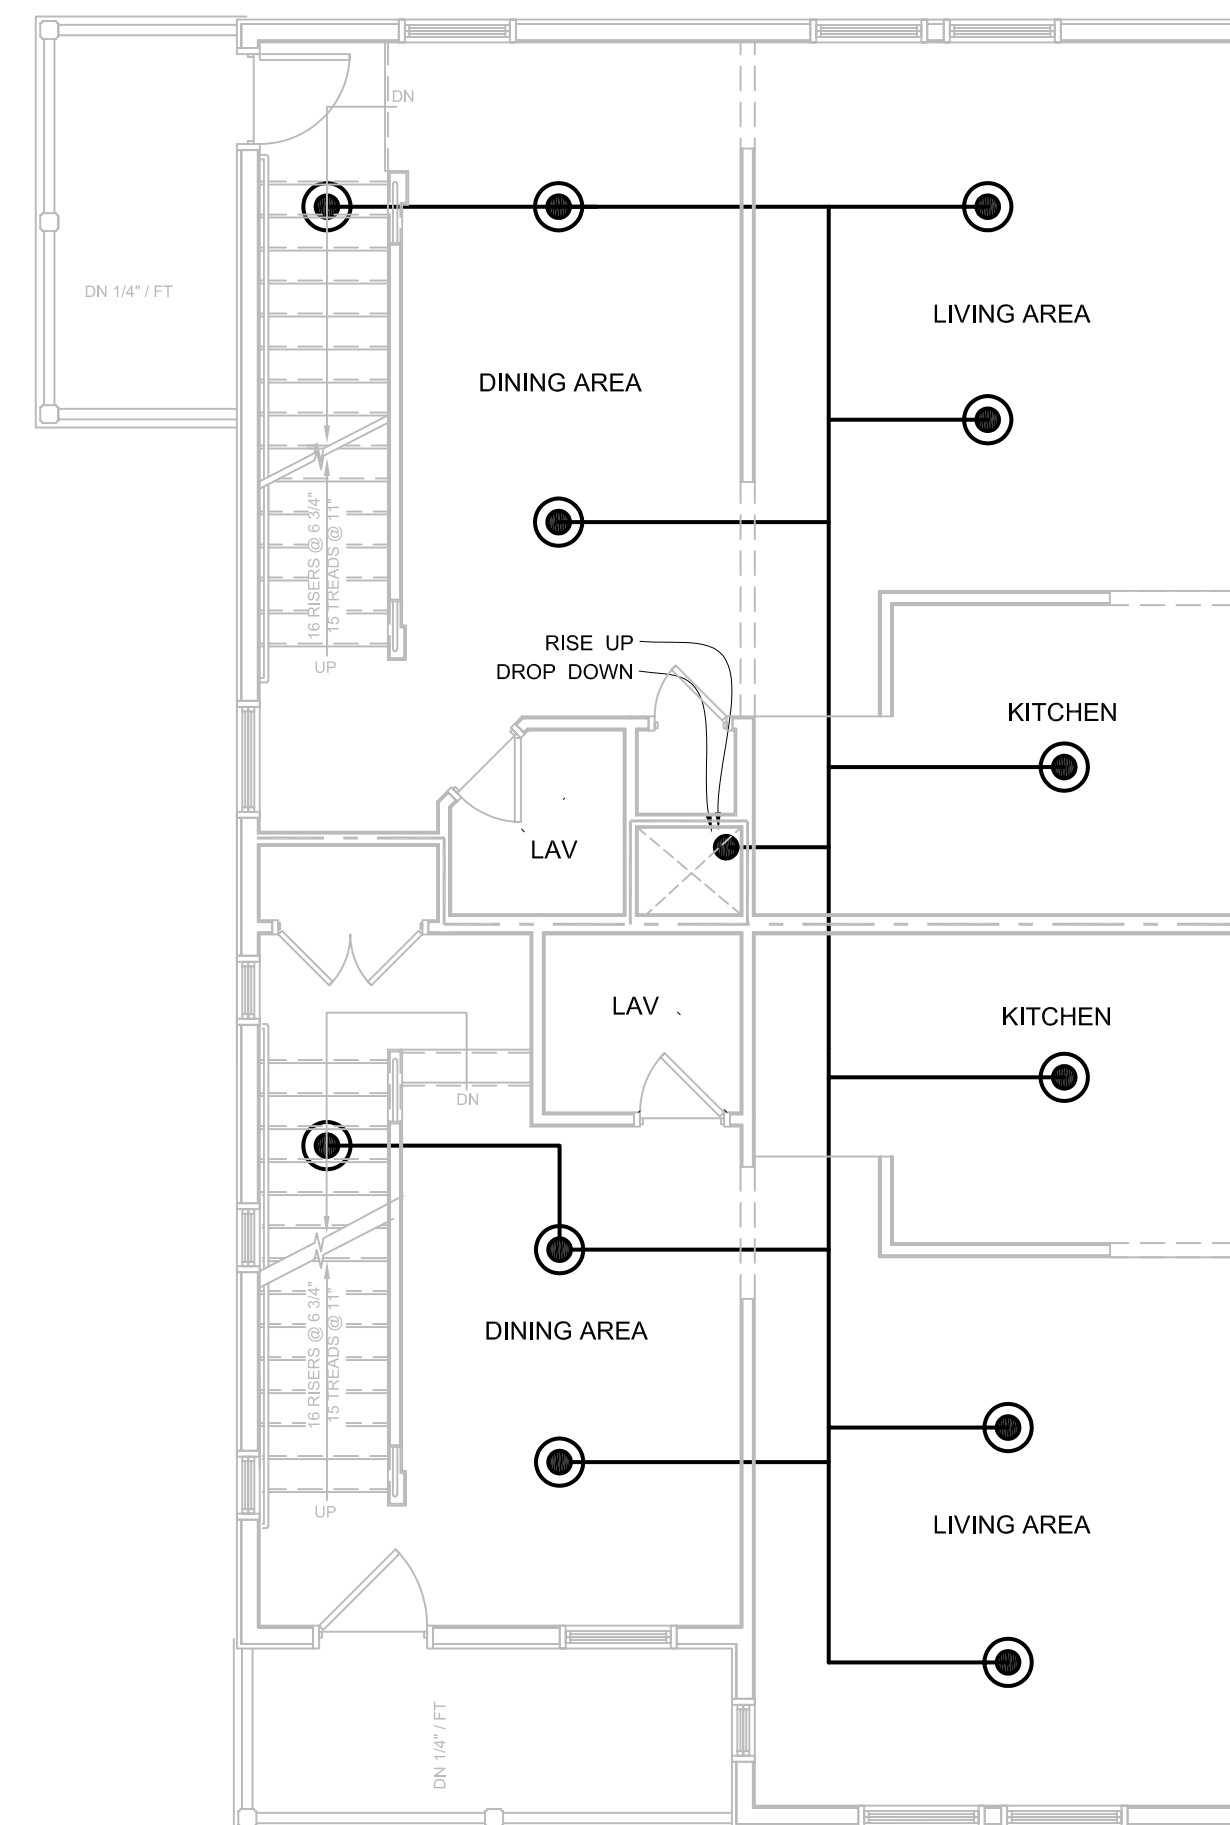 DN
DN 1/4" / FT
LIVING AREA
DINING AREA
16 RISERS @ 6 3/4"
15 TREADS @ 11"
UP
RISE UP
DROP DOWN
KITCHEN
LAV
LAV
KITCHEN
DN
16 RISERS @ 6 3/4"
15 TREADS @ 11"
DINING AREA
UP
LIVING AREA
DN 1/4" / FT